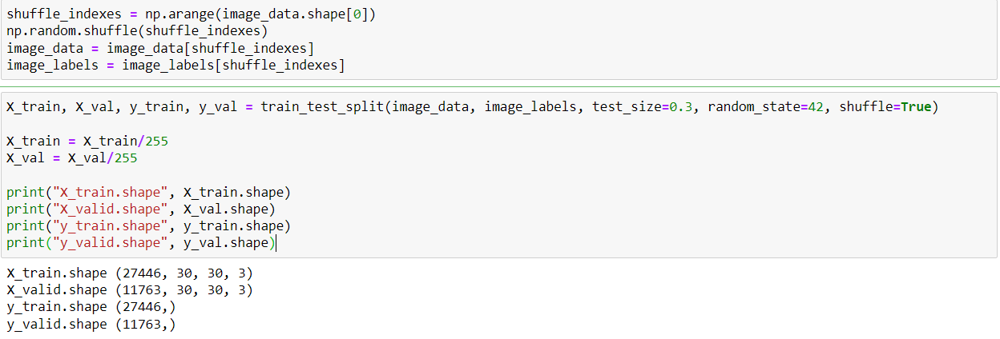 shuffle_indexes = np.arange(image_data.shape[0])
np.random.shuffle(shuffle_indexes)
image_data = image_data[shuffle_indexes]
image_labels = image_labels[shuffle_indexes]
X_train, X_val, y_train, y_val = train_test_split(image_data, image_labels, test_size=0.3, random_state=42, shuffle=True)
X_train = X_train/255
X_val = X_val/255
print("X_train.shape", X_train.shape)
print("X_valid.shape", X_val.shape)
print("y_train.shape", y_train.shape)
print("y_valid.shape", y_val.shape)
X_train.shape (27446, 30, 30, 3)
X_valid.shape (11763, 30, 30, 3)
y_train.shape (27446,)
y_valid.shape (11763,)